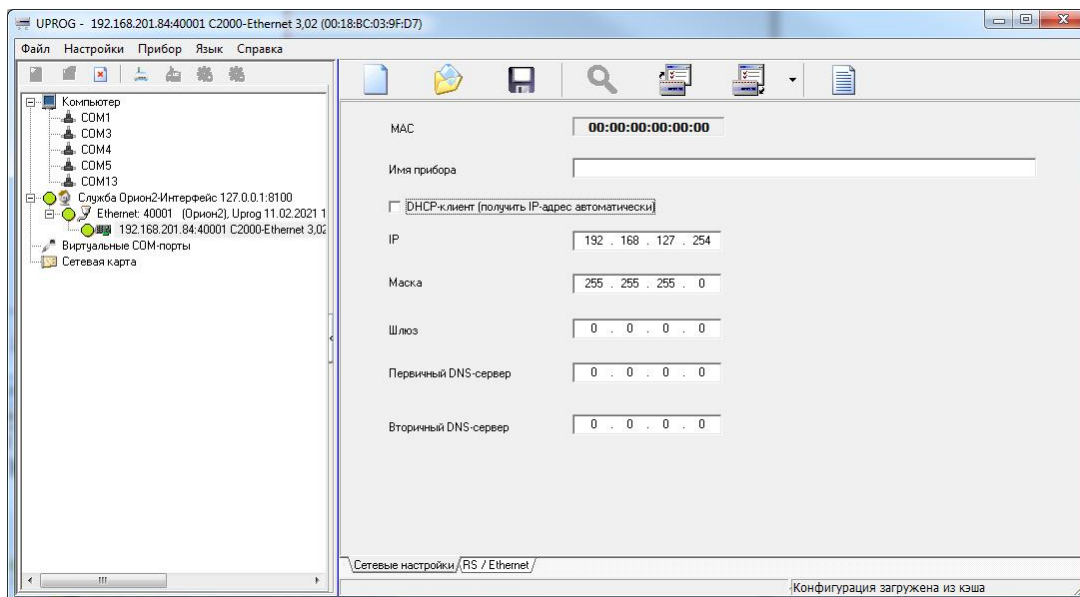 UPROG - 192.168.201.84:40001 C2000-Ethernet 3,02 (00:18:BC:03:9F:D7)
Файл Настройки Прибор Язык Справка
Компьютер
COM1
COM3
COM4
COM5
COM13
Служба Орион2-Интерфейс 127.0.0.1:8100
Ethernet: 40001 (Орион2), Uprog 11.02.2021 1
192.168.201.84:40001 C2000-Ethernet 3,02
Виртуальные COM-порты
Сетевая карта
MAC 00:00:00:00:00:00
Имя прибора
DHCP-клиент (получить IP-адрес автоматически)
IP 192 . 168 . 127 . 254
Маска 255 . 255 . 255 . 0
Шлюз 0 . 0 . 0 . 0
Первичный DNS-сервер 0 . 0 . 0 . 0
Вторичный DNS-сервер 0 . 0 . 0 . 0
Сетевые настройки RS / Ethernet
Конфигурация загружена из кэша